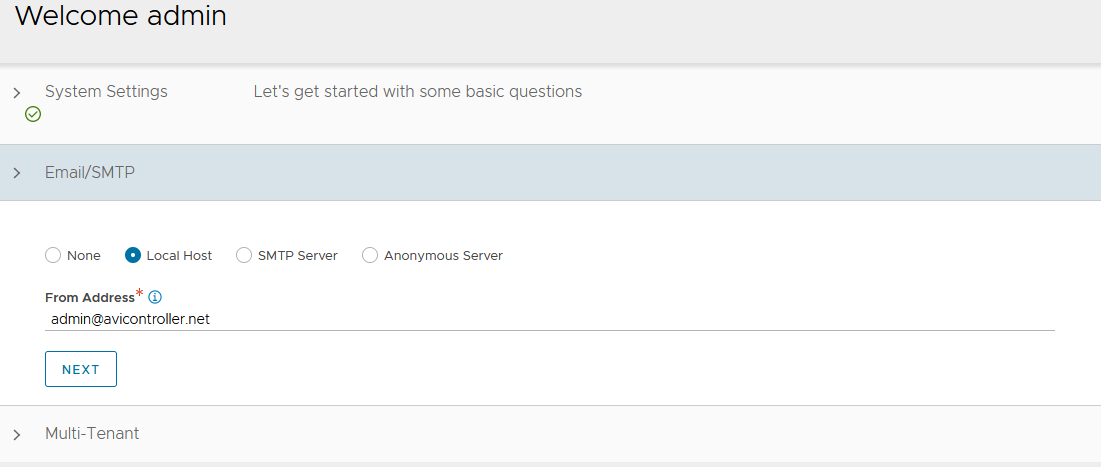 Welcome admin
System Settings Let's get started with some basic questions
Email/SMTP
None Local Host SMTP Server Anonymous Server
From Address*
admin@avicontroller.net
NEXT
Multi-Tenant